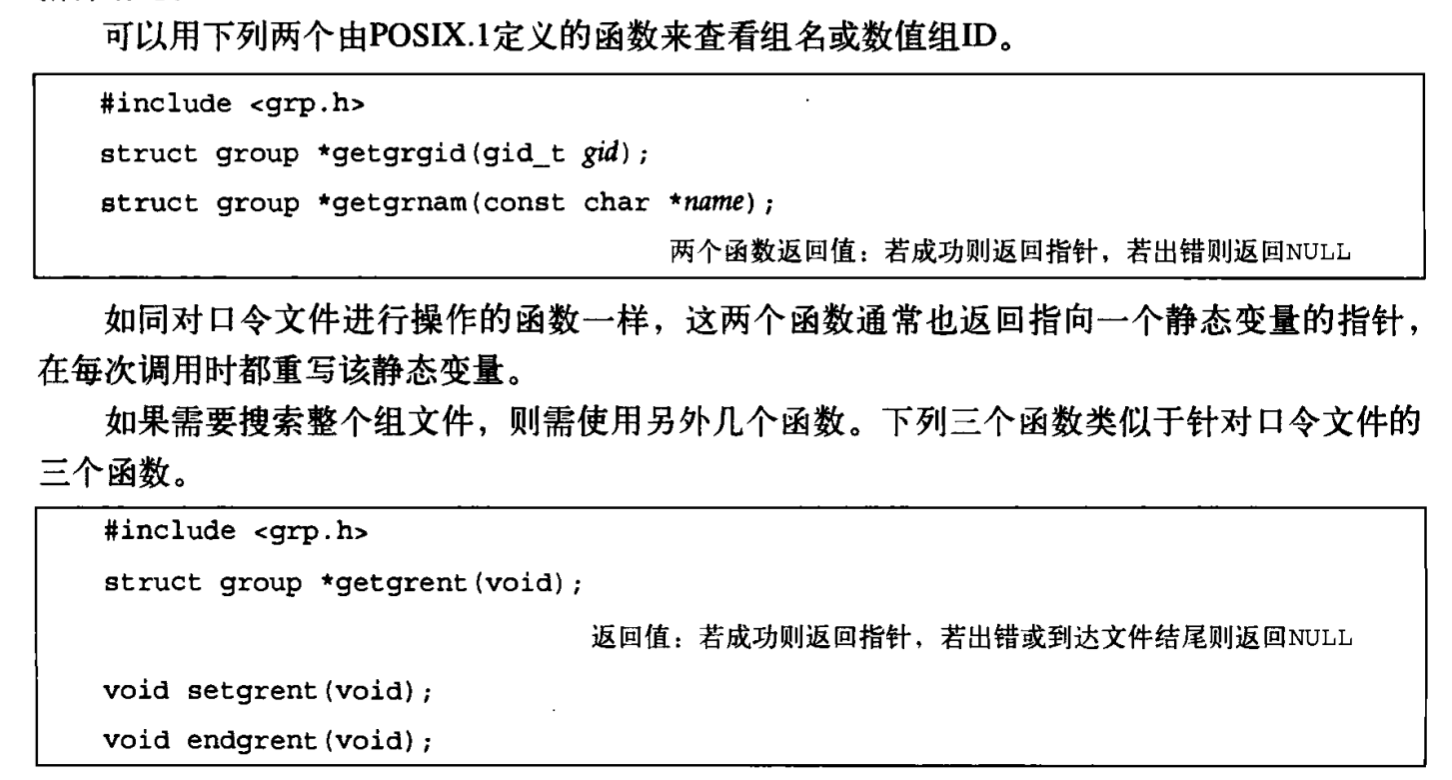 可以用下列两个由POSIX.1定义的函数来查看组名或数值组ID。
#include <grp.h>
struct group *getgrgid(gid_t gid);
struct group *getgrnam(const char *name);
两个函数返回值：若成功则返回指针，若出错则返回NULL
如同对口令文件进行操作的函数一样，这两个函数通常也返回指向一个静态变量的指针，
在每次调用时都重写该静态变量。
如果需要搜索整个组文件，则需使用另外几个函数。下列三个函数类似于针对口令文件的
三个函数。
#include <grp.h>
struct group *getgrent(void);
返回值：若成功则返回指针，若出错或到达文件结尾则返回NULL
void setgrent(void);
void endgrent(void);